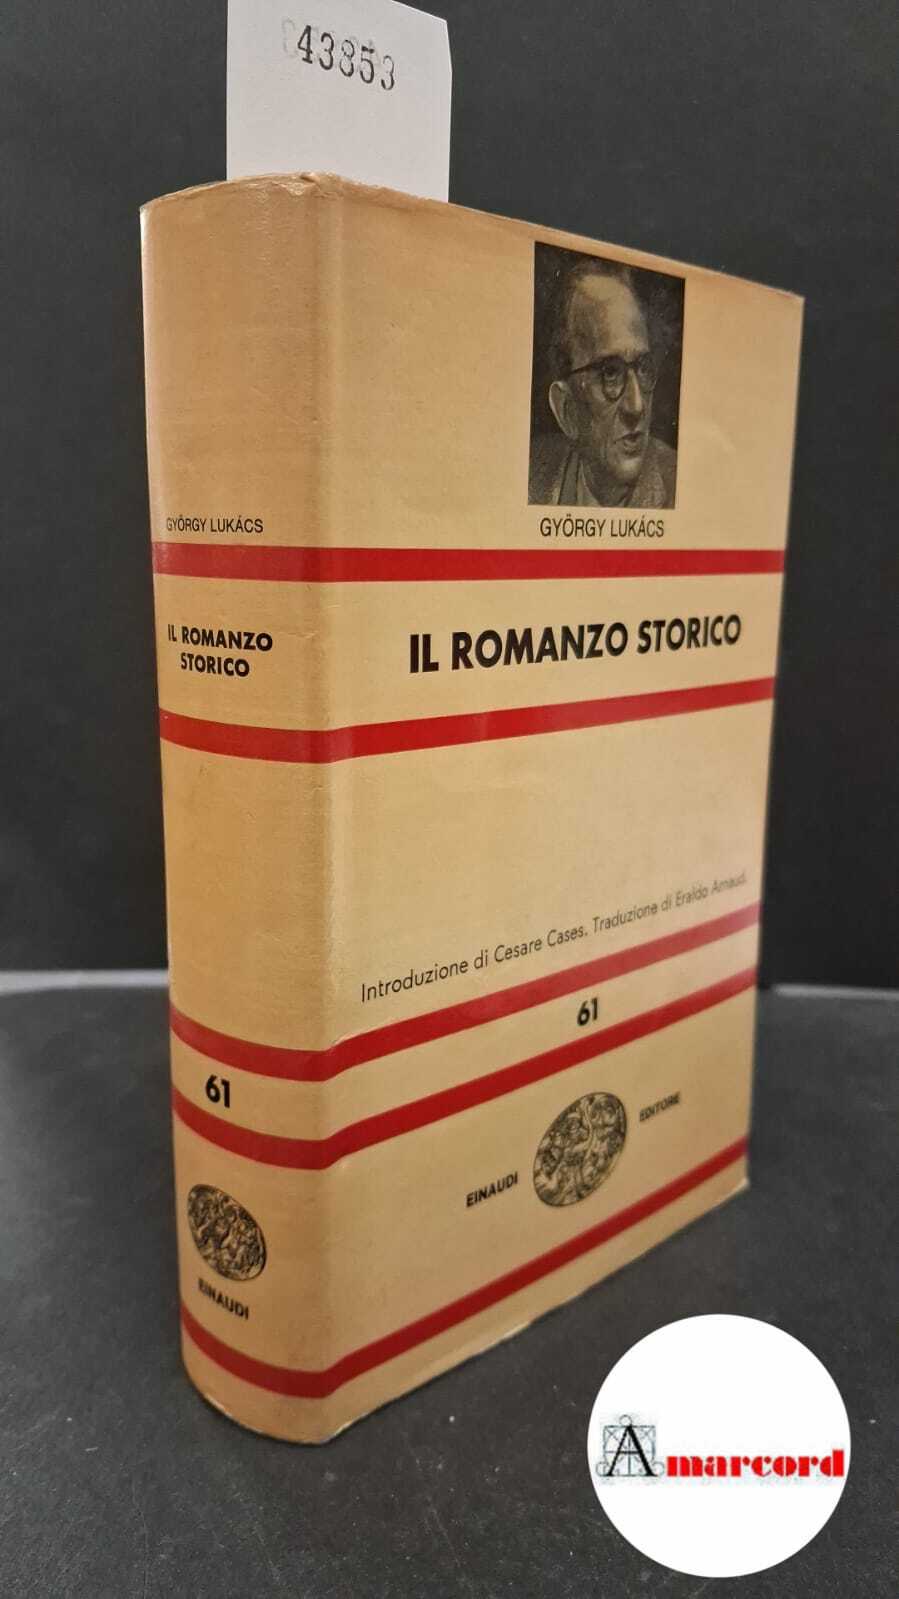 43853
GYÖRGY LUKÁCS
IL ROMANZO
STORICO
61
EINAUDI
GYÖRGY LUKÁCS
IL ROMANZO STORICO
Introduzione di Cesare Cases. Traduzione di Eraldo Arnaud.
61
EINAUDI
EDITORE
Amarcord